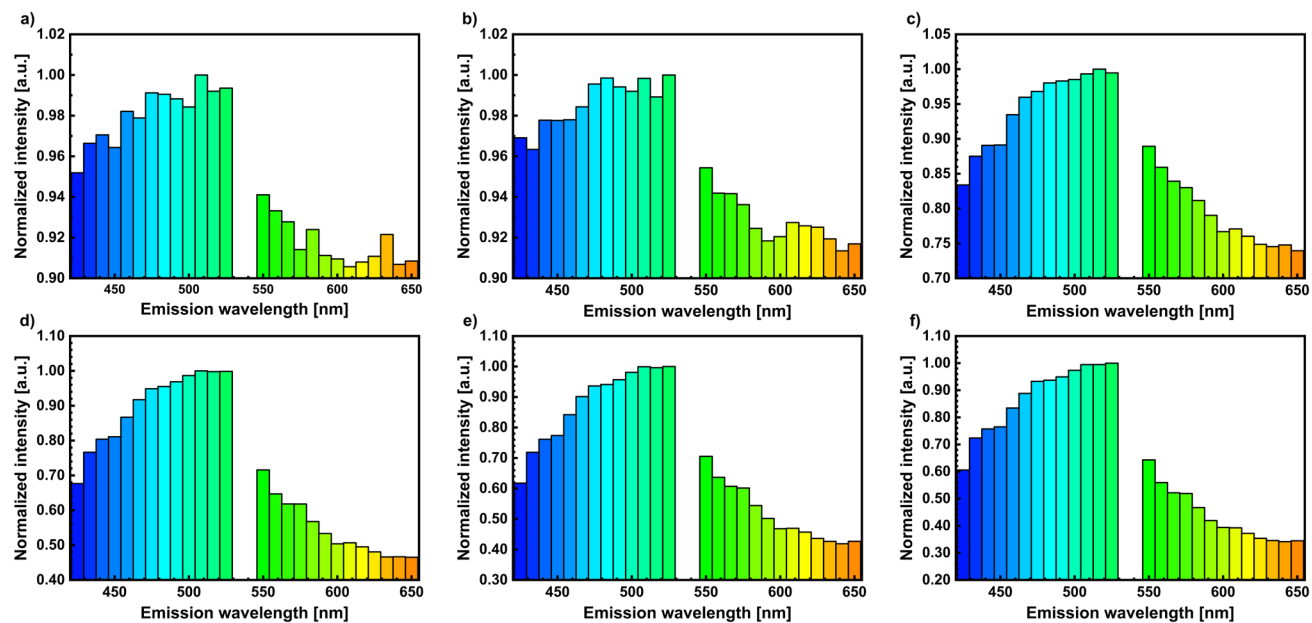 a)
1.02
1.00
0.98
0.96
0.94
0.92
0.90
Normalized intensity [a.u.]
450 500 550 600 650
Emission wavelength [nm]
b)
1.02
1.00
0.98
0.96
0.94
0.92
0.90
Normalized intensity [a.u.]
450 500 550 600 650
Emission wavelength [nm]
c)
1.05
1.00
0.95
0.90
0.85
0.80
0.75
0.70
Normalized intensity [a.u.]
450 500 550 600 650
Emission wavelength [nm]
d)
1.10
1.00
0.90
0.80
0.70
0.60
0.50
0.40
Normalized intensity [a.u.]
450 500 550 600 650
Emission wavelength [nm]
e)
1.10
1.00
0.90
0.80
0.70
0.60
0.50
0.40
0.30
Normalized intensity [a.u.]
450 500 550 600 650
Emission wavelength [nm]
f)
1.10
1.00
0.90
0.80
0.70
0.60
0.50
0.40
0.30
0.20
Normalized intensity [a.u.]
450 500 550 600 650
Emission wavelength [nm]